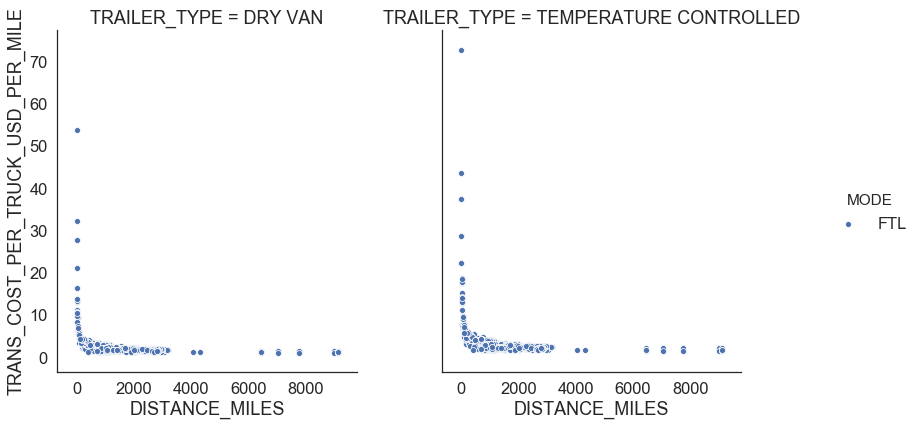 TRAILER_TYPE = DRY VAN
TRAILER_TYPE = TEMPERATURE CONTROLLED
TRANS_COST_PER_TRUCK_USD_PER_MILE
70
60
50
40
30
20
10
0
0 2000 4000 6000 8000
DISTANCE_MILES
0 2000 4000 6000 8000
DISTANCE_MILES
MODE
FTL